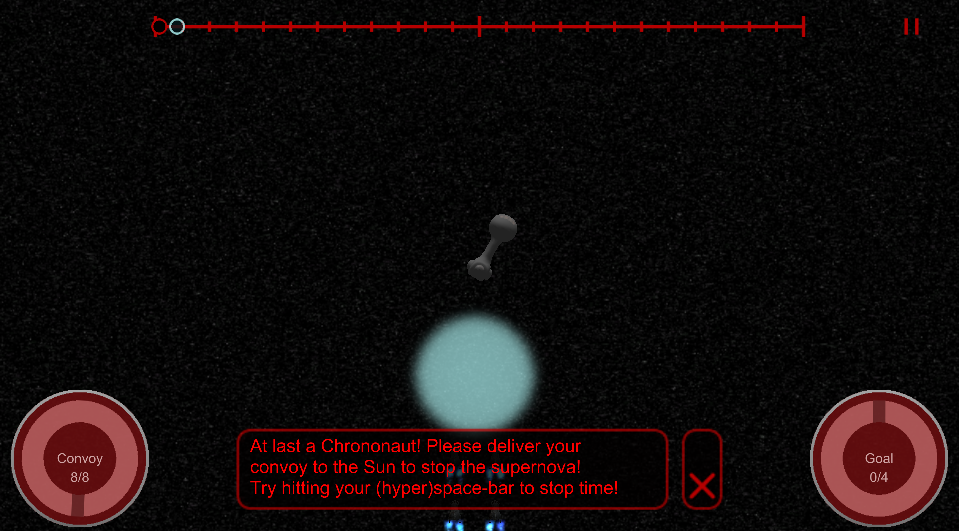 At last a Chrononaut! Please deliver your
convoy to the Sun to stop the supernova!
Try hitting your (hyper)space-bar to stop time!
Convoy
8/8
Goal
0/4